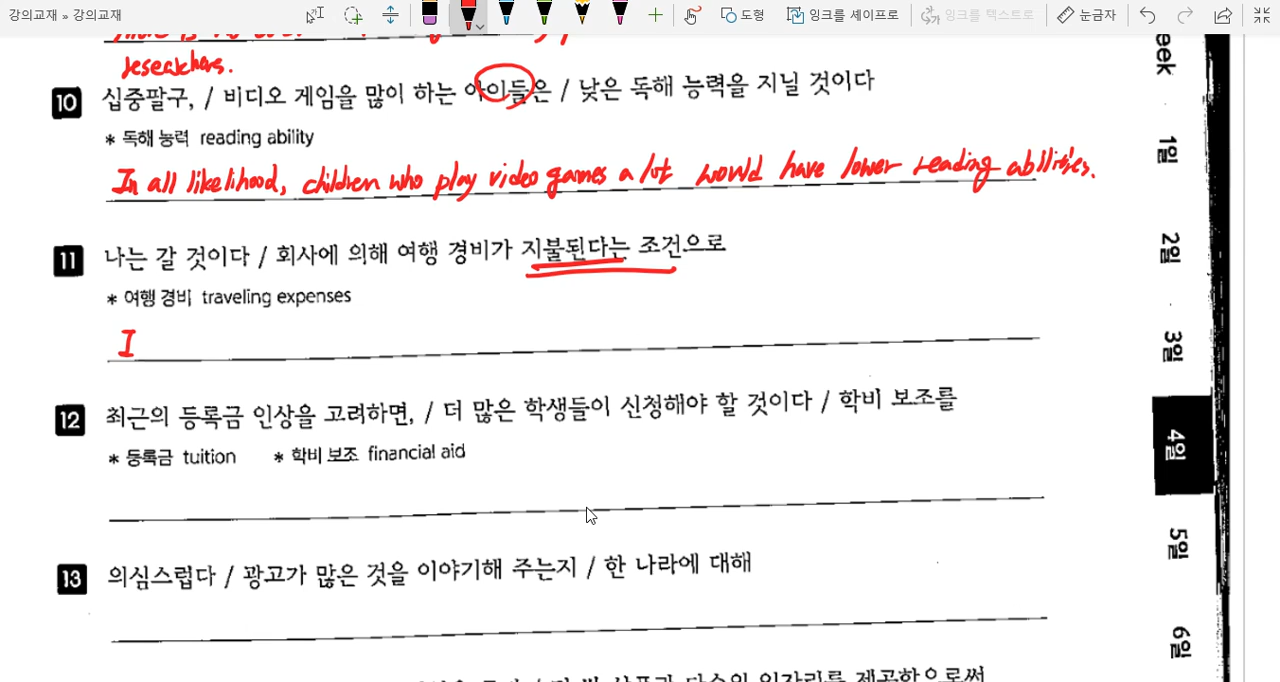 강의교재 » 강의교재
도형
잉크를 셰이프로
잉크를 텍스트로
눈금자
researchers.
10 십중팔구, / 비디오 게임을 많이 하는 아이들은 / 낮은 독해 능력을 지닐 것이다
* 독해 능력 reading ability
In all likelihood, children who play video games a lot would have lower reading abilities.
11 나는 갈 것이다 / 회사에 의해 여행 경비가 지불된다는 조건으로
* 여행 경비 traveling expenses
I
12 최근의 등록금 인상을 고려하면, / 더 많은 학생들이 신청해야 할 것이다 / 학비 보조를
* 등록금 tuition * 학비 보조 financial aid
13 의심스럽다 / 광고가 많은 것을 이야기해 주는지 / 한 나라에 대해
eek
1일
2일
3일
4일
5일
6일